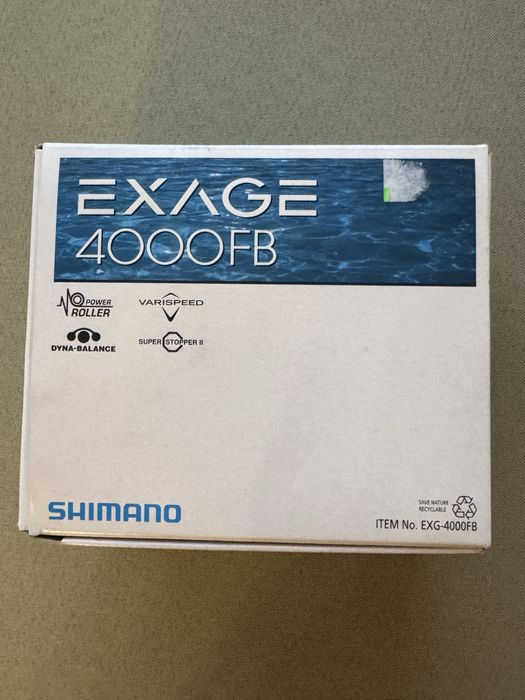 EXAGE
4000FB
POWER
ROLLER
VARISPEED
DYNA-BALANCE
SUPER STOPPER II
SHIMANO
SAVE NATURE
RECYCLABLE
ITEM No. EXG-4000FB